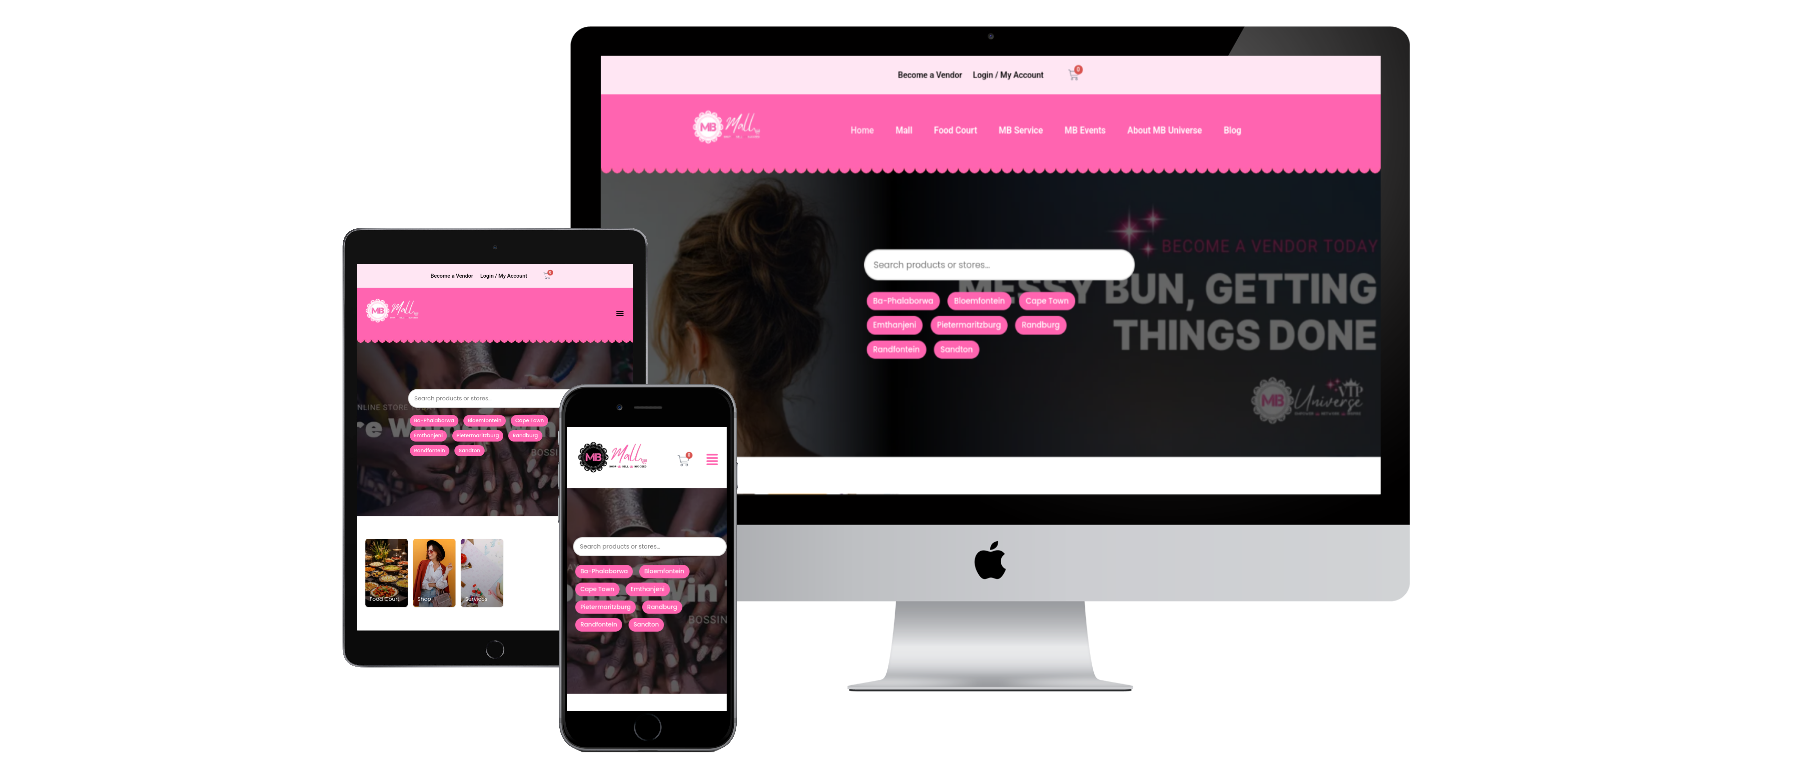 Become a Vendor Login / My Account 0
MB Mall
Home Mall Food Court MB Service MB Events About MB Universe Blog
BECOME A VENDOR TODAY
Search products or stores...
MESSY BUN, GETTING
THINGS DONE
Ba-Phalaborwa Bloemfontein Cape Town
Emthanjeni Pietermaritzburg Randburg
Randfontein Sandton
MB Universe VIP
Become a Vendor Login / My Account 0
MB Mall
Search products or stores...
NLINE STORE
Ba-Phalaborwa Bloemfontein Cape Town
Emthanjeni Pietermaritzburg Randburg
Randfontein Sandton
BOSSIN
Food Court Shop Services
MB Mall 0
Search products or stores...
Ba-Phalaborwa Bloemfontein
Cape Town Emthanjeni
Win
Pietermaritzburg Randburg
Randfontein Sandton
BOSSIN